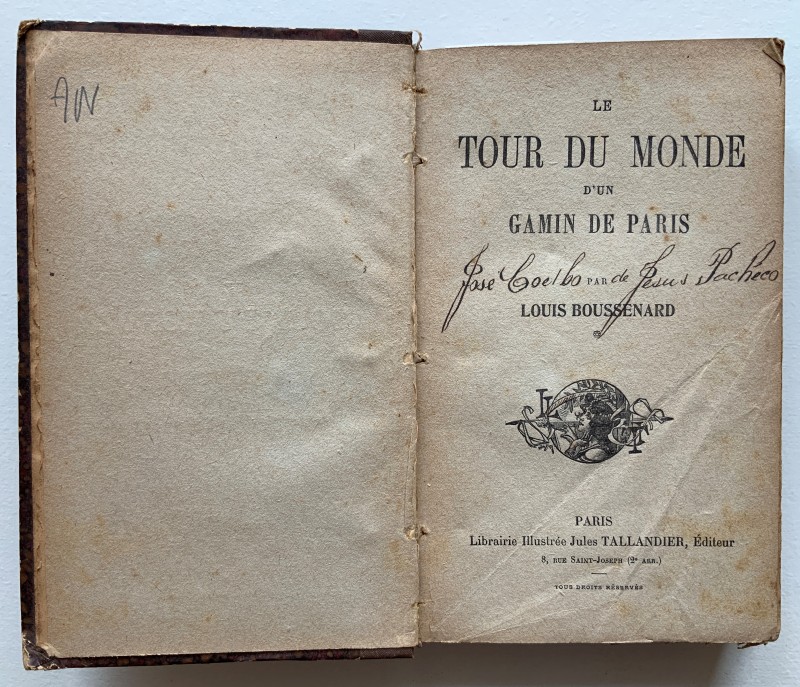 AW
LE
TOUR DU MONDE
D'UN
GAMIN DE PARIS
José Coelho de Jesus Pacheco
PAR
LOUIS BOUSSENARD
PARIS
Librairie Illustrée Jules TALLANDIER, Éditeur
8, RUE SAINT-JOSEPH (2e ARR.)
TOUS DROITS RÉSERVÉS